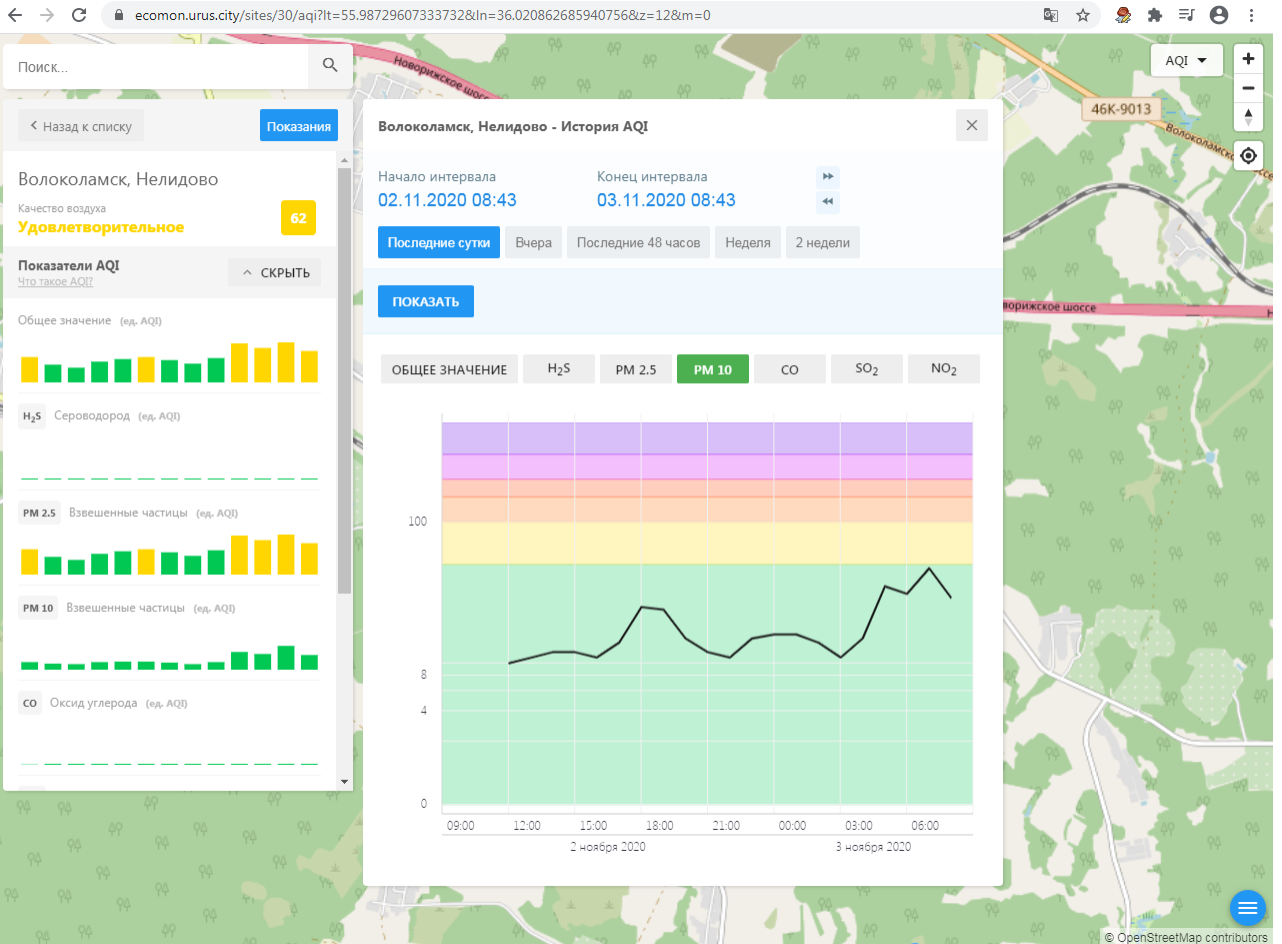 ecomon.urus.city/sites/30/aqi?lt=55.98729607333732&ln=36.020862685940756&z=12&m=0
Поиск...
Новорижское шоссе
AQI
46К-9013
Назад к списку
Показания
Волоколамск, Нелидово - История AQI
Волоколамск, Нелидово
Качество воздуха
Удовлетворительное
62
Начало интервала
Конец интервала
02.11.2020 08:43
03.11.2020 08:43
Последние сутки
Вчера
Последние 48 часов
Неделя
2 недели
Показатели AQI
Что такое AQI?
СКРЫТЬ
ПОКАЗАТЬ
Общее значение (ед. AQI)
ОБЩЕЕ ЗНАЧЕНИЕ
H2S
PM 2.5
PM 10
CO
SO2
NO2
H2S Сероводород (ед. AQI)
PM 2.5 Взвешенные частицы (ед. AQI)
PM 10 Взвешенные частицы (ед. AQI)
CO Оксид углерода (ед. AQI)
100
8
4
0
09:00 12:00 15:00 18:00 21:00 00:00 03:00 06:00
2 ноября 2020 3 ноября 2020
© OpenStreetMap contributors